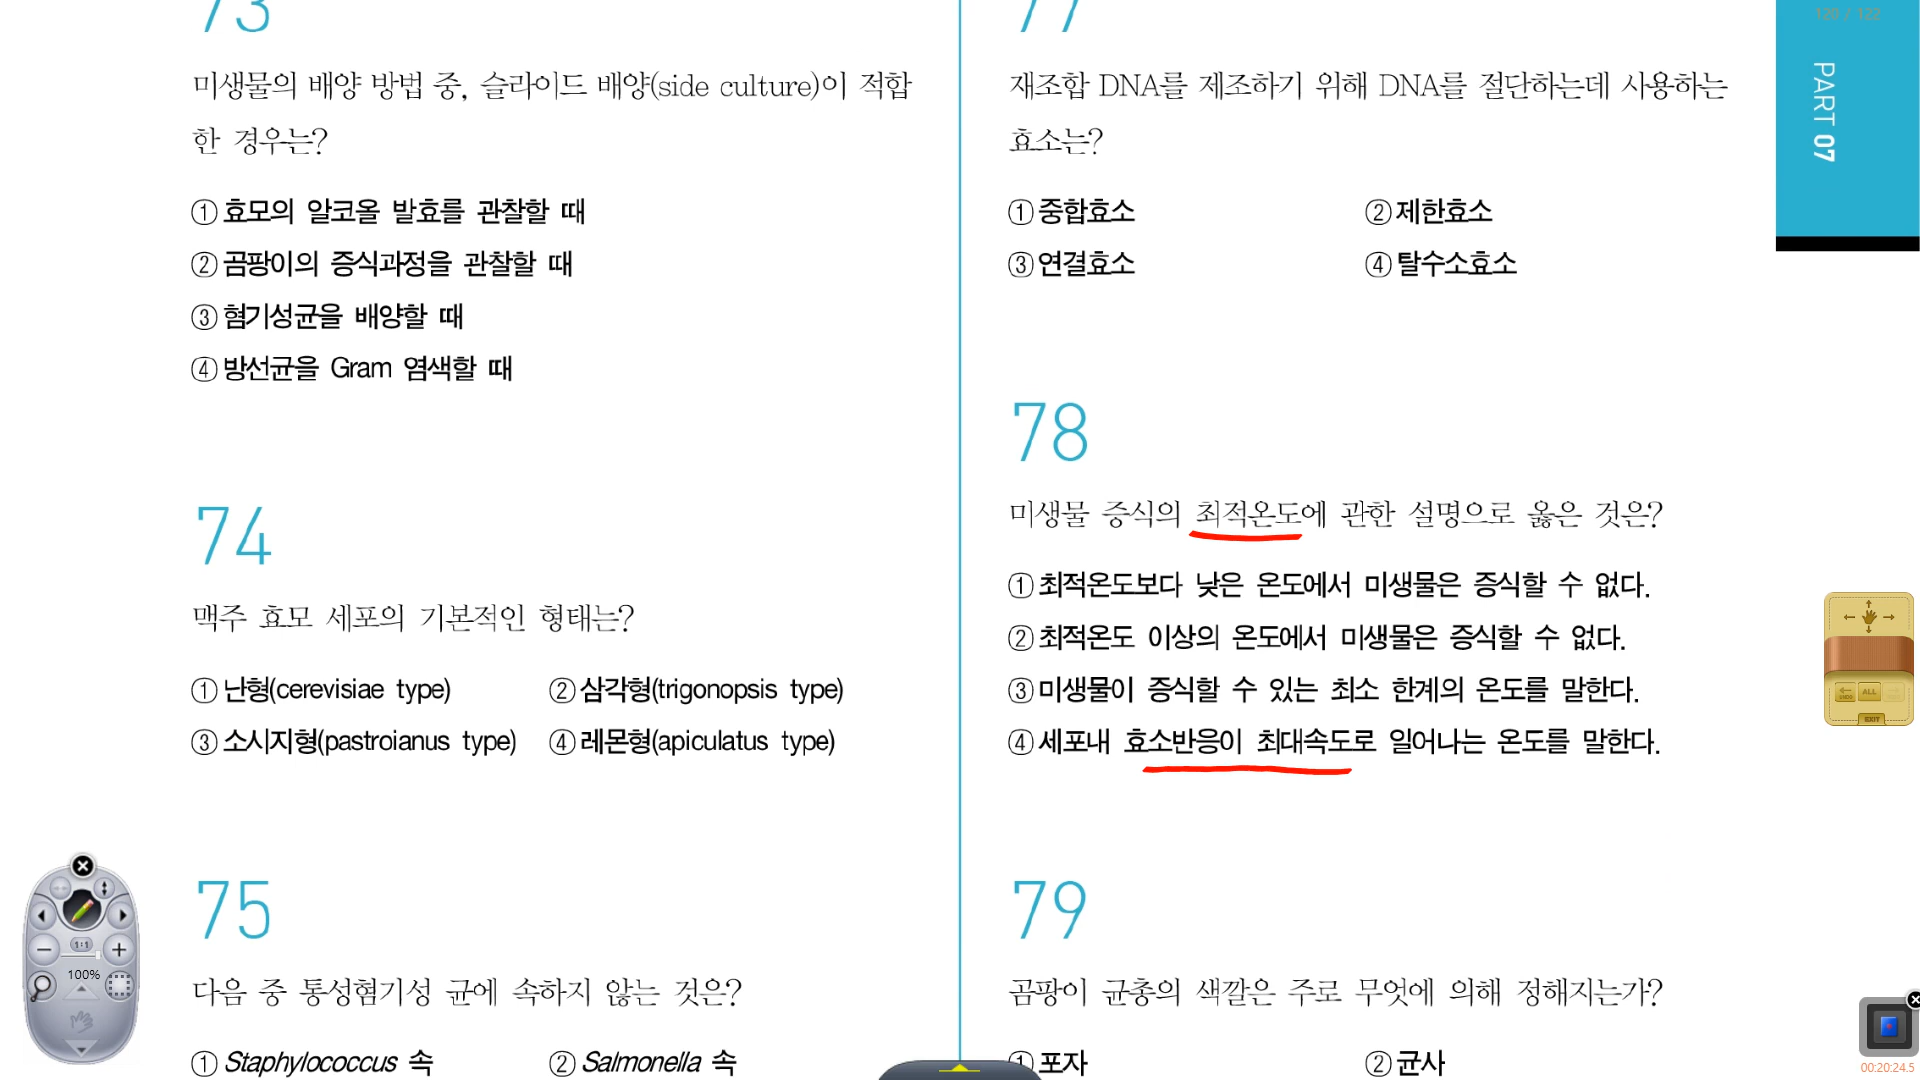 73
미생물의 배양 방법 중, 슬라이드 배양(side culture)이 적합
한 경우는?
① 효모의 알코올 발효를 관찰할 때
② 곰팡이의 증식과정을 관찰할 때
③ 혐기성균을 배양할 때
④ 방선균을 Gram 염색할 때
74
맥주 효모 세포의 기본적인 형태는?
① 난형(cerevisiae type) ② 삼각형(trigonopsis type)
③ 소시지형(pastroianus type) ④ 레몬형(apiculatus type)
75
다음 중 통성혐기성 균에 속하지 않는 것은?
① Staphylococcus 속 ② Salmonella 속
77
재조합 DNA를 제조하기 위해 DNA를 절단하는데 사용하는
효소는?
① 중합효소 ② 제한효소
③ 연결효소 ④ 탈수소효소
78
미생물 증식의 최적온도에 관한 설명으로 옳은 것은?
① 최적온도보다 낮은 온도에서 미생물은 증식할 수 없다.
② 최적온도 이상의 온도에서 미생물은 증식할 수 없다.
③ 미생물이 증식할 수 있는 최소 한계의 온도를 말한다.
④ 세포내 효소반응이 최대속도로 일어나는 온도를 말한다.
79
곰팡이 균총의 색깔은 주로 무엇에 의해 정해지는가?
① 포자 ② 균사
120 / 122
PART 07
ALL
EXIT
1:1
100%
00:20:24.5